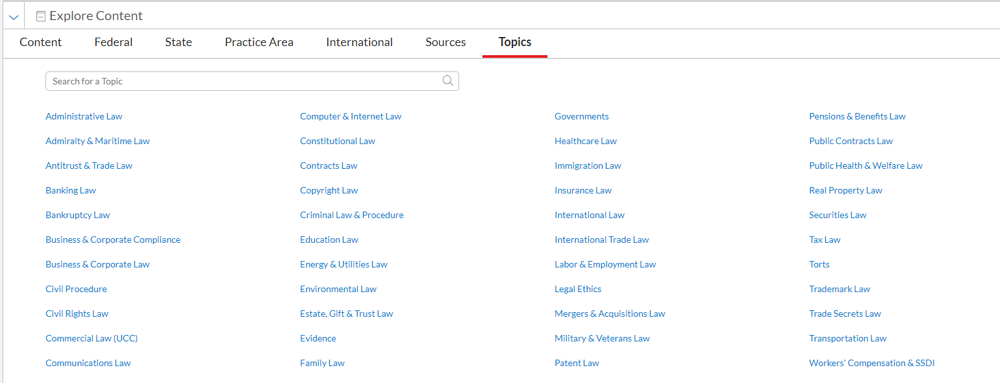 Explore Content
Content Federal State Practice Area International Sources Topics
Search for a Topic
Administrative Law Computer & Internet Law Governments Pensions & Benefits Law
Admiralty & Maritime Law Constitutional Law Healthcare Law Public Contracts Law
Antitrust & Trade Law Contracts Law Immigration Law Public Health & Welfare Law
Banking Law Copyright Law Insurance Law Real Property Law
Bankruptcy Law Criminal Law & Procedure International Law Securities Law
Business & Corporate Compliance Education Law International Trade Law Tax Law
Business & Corporate Law Energy & Utilities Law Labor & Employment Law Torts
Civil Procedure Environmental Law Legal Ethics Trademark Law
Civil Rights Law Estate, Gift & Trust Law Mergers & Acquisitions Law Trade Secrets Law
Commercial Law (UCC) Evidence Military & Veterans Law Transportation Law
Communications Law Family Law Patent Law Workers' Compensation & SSDI